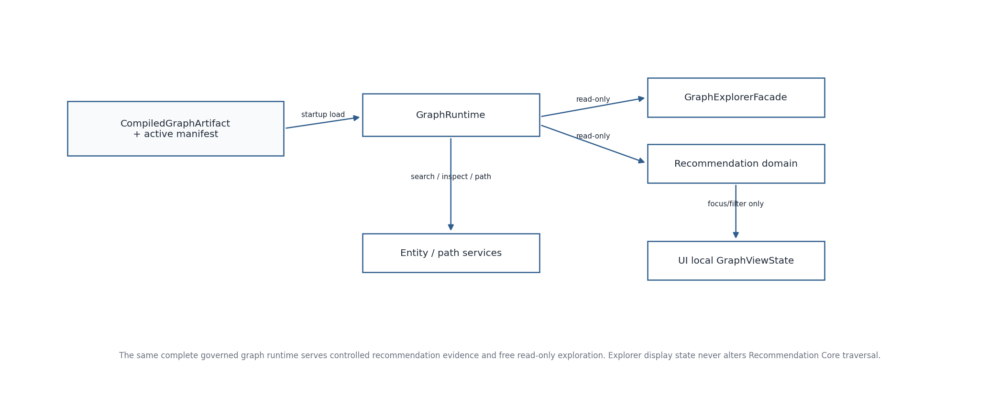 CompiledGraphArtifact
+ active manifest
startup load
GraphRuntime
read-only
GraphExplorerFacade
read-only
Recommendation domain
search / inspect / path
focus/filter only
Entity / path services
UI local GraphViewState
The same complete governed graph runtime serves controlled recommendation evidence and free read-only exploration. Explorer display state never alters Recommendation Core traversal.